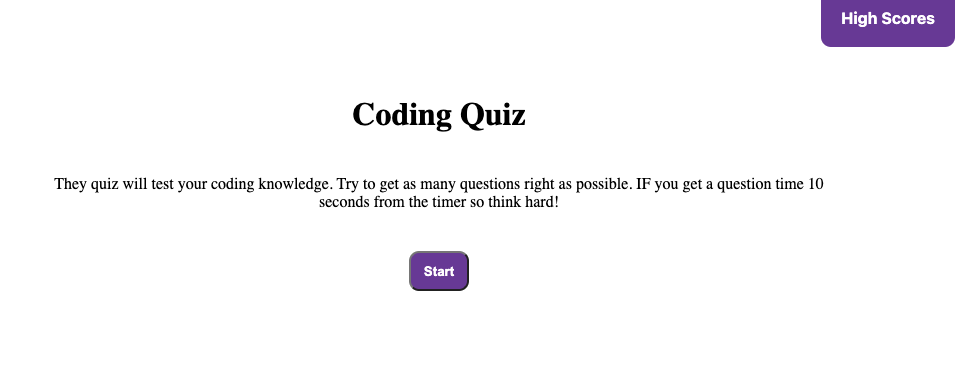 High Scores
Coding Quiz
They quiz will test your coding knowledge. Try to get as many questions right as possible. IF you get a question time 10
seconds from the timer so think hard!
Start